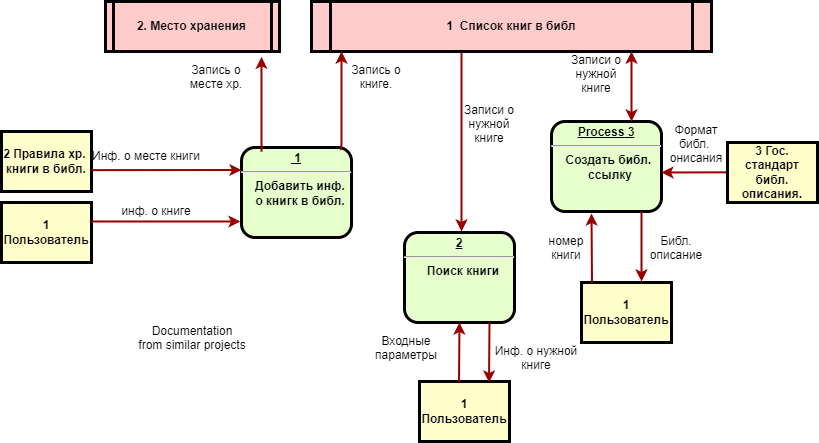 2. Место хранения
1 Список книг в библ
Запись о
месте хр.
Запись о
книге.
Записи о
нужной
книге
Записи о
нужной
книге
2 Правила хр.
книги в библ.
Инф. о месте книги
1
Добавить инф.
о книгк в библ.
1
Пользователь
инф. о книге
Process 3
Создать библ.
ссылку
Формат
библ.
онисания
3 Гос.
стандарт
библ.
описания.
2
Поиск книги
номер
книги
Библ.
описание
1
Пользователь
Documentation
from similar projects
Входные
параметры
Инф. о нужной
книге
1
Пользователь